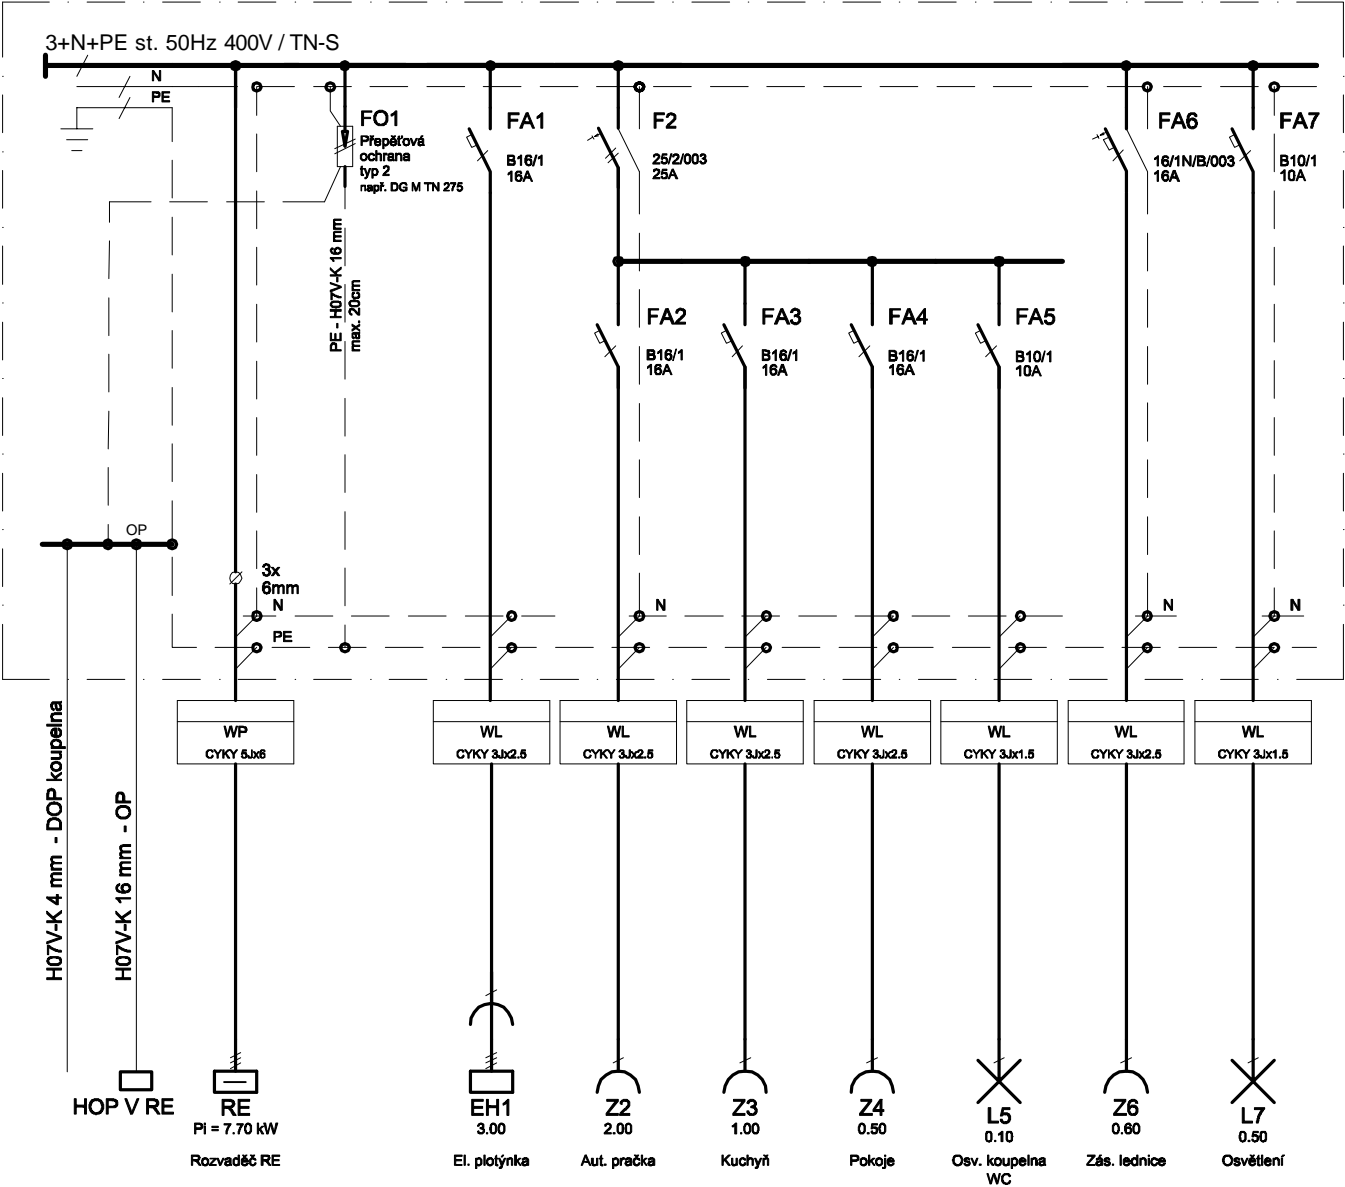 3+N+PE st. 50Hz 400V / TN-S
N
PE
FO1
Přepěťová
ochrana
typ 2
např. DG M TN 275
FA1
B16/1
16A
F2
25/2/003
25A
FA6
16/1N/B/003
16A
FA7
B10/1
10A
PE - H07V-K 16 mm
max. 20cm
FA2
B16/1
16A
FA3
B16/1
16A
FA4
B16/1
16A
FA5
B10/1
10A
OP
3x
6mm
N
PE
N
N
N
WP
CYKY 5Jx6
WL
CYKY 3Jx2.5
WL
CYKY 3Jx2.5
WL
CYKY 3Jx2.5
WL
CYKY 3Jx2.5
WL
CYKY 3Jx1.5
WL
CYKY 3Jx2.5
WL
CYKY 3Jx1.5
H07V-K 4 mm - DOP koupelna
H07V-K 16 mm - OP
HOP V RE
RE
Pi = 7.70 kW
Rozvaděč RE
EH1
3.00
El. plotýnka
Z2
2.00
Aut. pračka
Z3
1.00
Kuchyň
Z4
0.50
Pokoje
L5
0.10
Osv. koupelna
WC
Z6
0.60
Zás. lednice
L7
0.50
Osvětlení